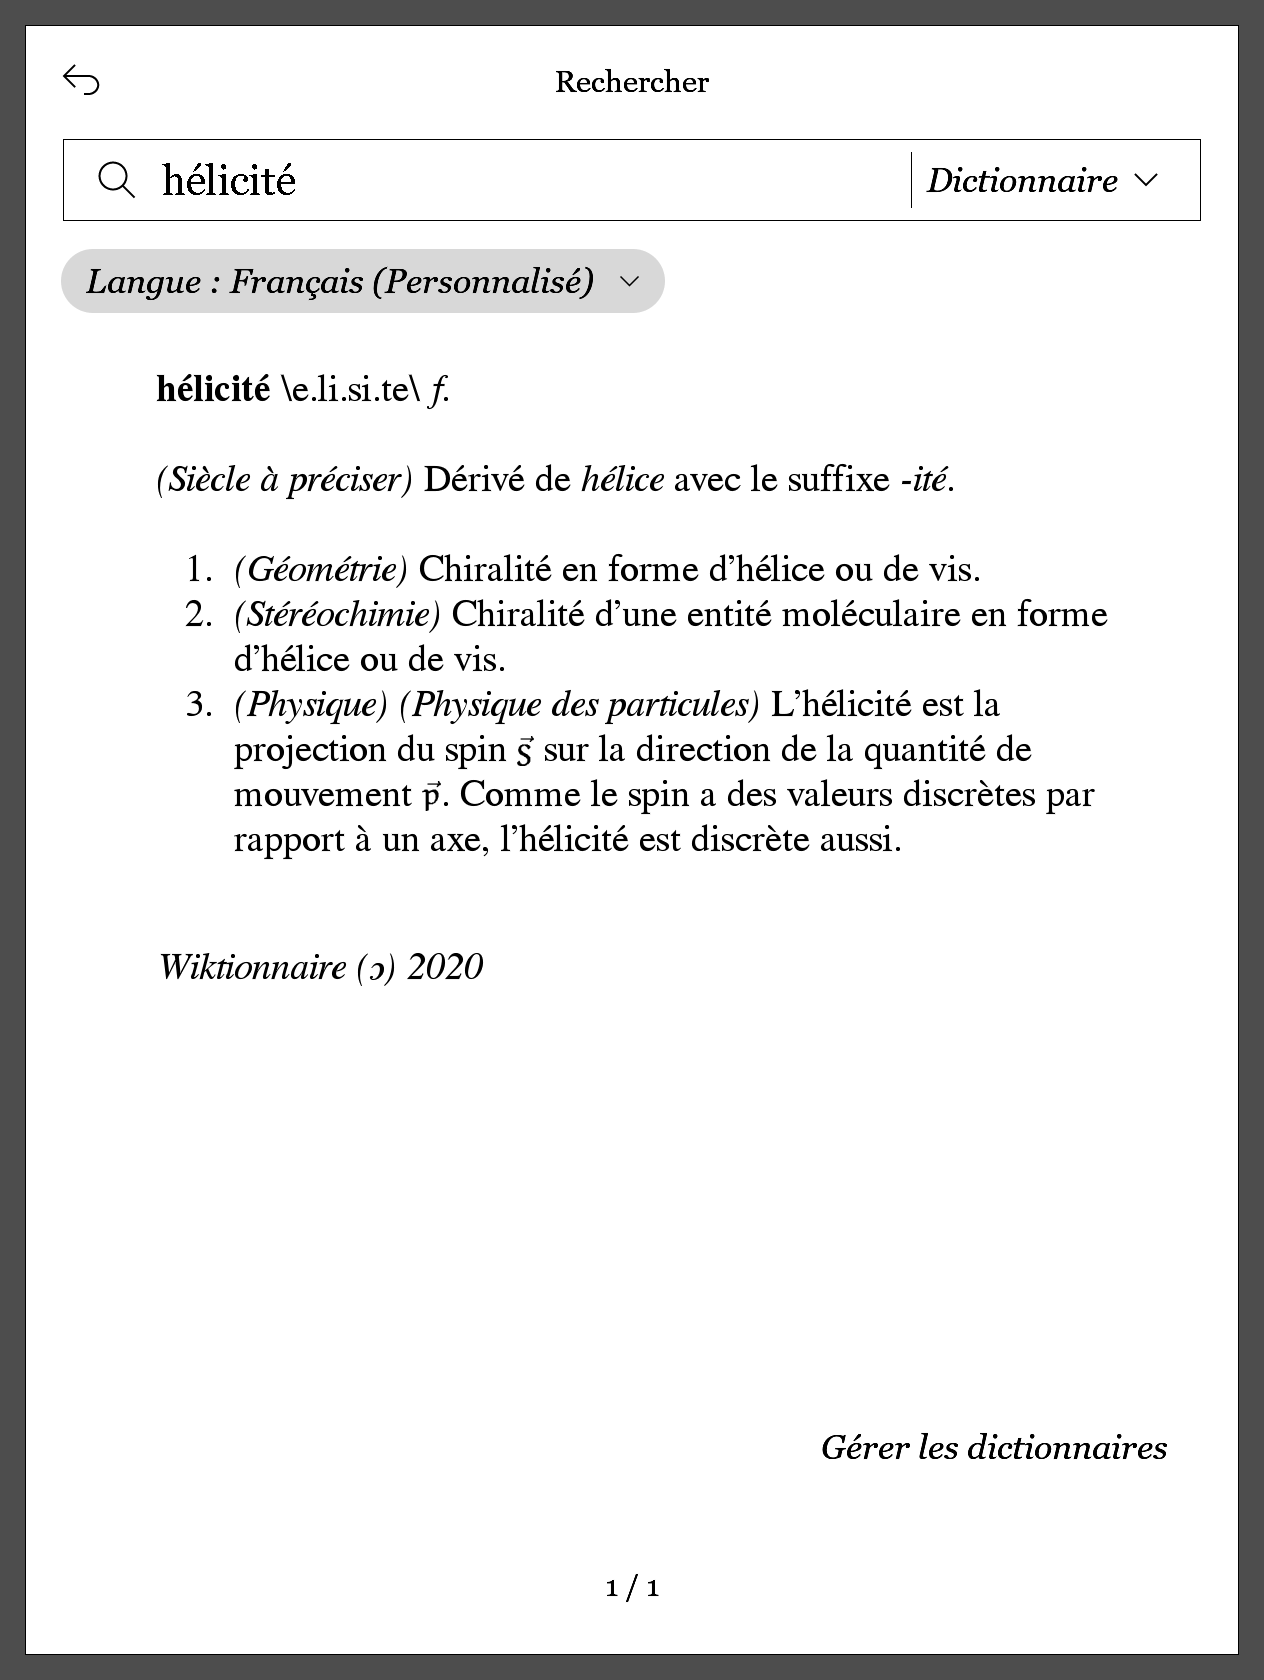 Rechercher
hélicité
Dictionnaire
Langue : Français (Personnalisé)
hélicité \e.li.si.te\ f.
(Siècle à préciser) Dérivé de hélice avec le suffixe -ité.
1. (Géométrie) Chiralité en forme d’hélice ou de vis.
2. (Stéréochimie) Chiralité d’une entité moléculaire en forme
d’hélice ou de vis.
3. (Physique) (Physique des particules) L’hélicité est la
projection du spin s⃗ sur la direction de la quantité de
mouvement p⃗. Comme le spin a des valeurs discrètes par
rapport à un axe, l’hélicité est discrète aussi.
Wiktionnaire (ɔ) 2020
Gérer les dictionnaires
1 / 1